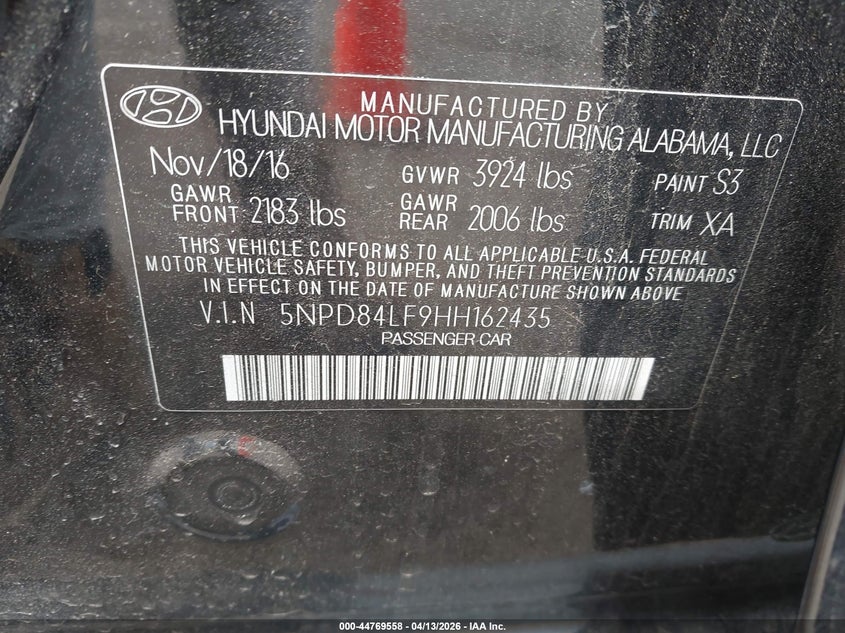 MANUFACTURED BY
HYUNDAI MOTOR MANUFACTURING ALABAMA, LLC
Nov/18/16 GVWR 3924 lbs PAINT S3
GAWR FRONT 2183 lbs GAWR REAR 2006 lbs TRIM XA
THIS VEHICLE CONFORMS TO ALL APPLICABLE U.S.A. FEDERAL
MOTOR VEHICLE SAFETY, BUMPER, AND THEFT PREVENTION STANDARDS
IN EFFECT ON THE DATE OF MANUFACTURE SHOWN ABOVE
V.I.N 5NPD84LF9HH162435
PASSENGER CAR
000-44769558 - 04/13/2026 - IAA Inc.